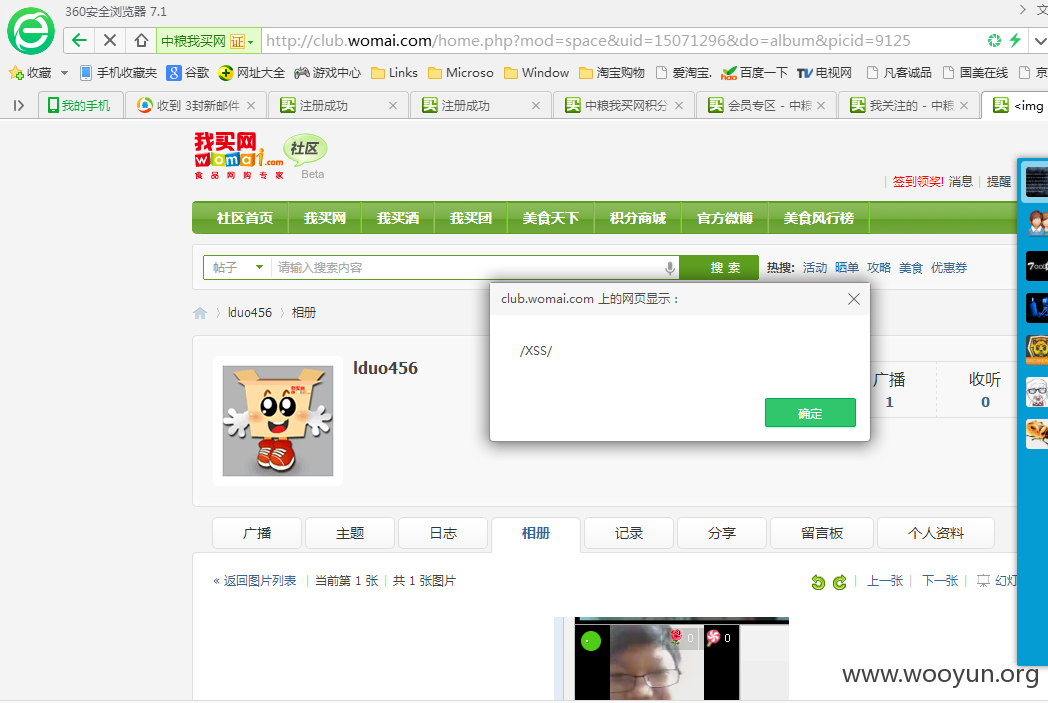 360安全浏览器 7.1
文
中粮我买网 证 http://club.womai.com/home.php?mod=space&uid=15071296&do=album&picid=9125
收藏 手机收藏夹 谷歌 网址大全 游戏中心 Links Microso Window 淘宝购物 爱淘宝. 百度一下 TV 电视网 凡客诚品 国美在线 京
我的手机 收到 3封新邮件 注册成功 注册成功 中粮我买网积分 会员专区 - 中粮 我关注的 - 中粮 <img
我买网 社区
womai.com
食品网购专家 Beta
签到领奖! 消息 提醒
社区首页 我买网 我买酒 我买团 美食天下 积分商城 官方微博 美食风行榜
帖子 请输入搜索内容 搜索 热搜: 活动 晒单 攻略 美食 优惠券
club.womai.com 上的网页显示：
lduo456 相册
/XSS/
lduo456
广播 收听
1 0
确定
广播 主题 日志 相册 记录 分享 留言板 个人资料
« 返回图片列表 当前第 1 张 共 1 张图片 上一张 下一张 幻灯
0 0
www.wooyun.org